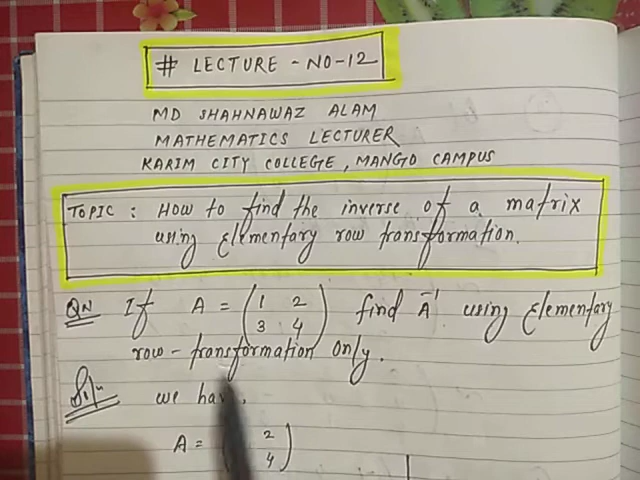 # LECTURE - NO-12
MD SHAHNAWAZ ALAM
MATHEMATICS LECTURER
KARIM CITY COLLEGE, MANGO CAMPUS
TOPIC: HOW to find the inverse of a matrix
using Elementary row transformation.
QN If A = (1 2 3 4) find A⁻¹ using Elementary
row-transformation Only.
Sol. we have,
A = ( 2 4)